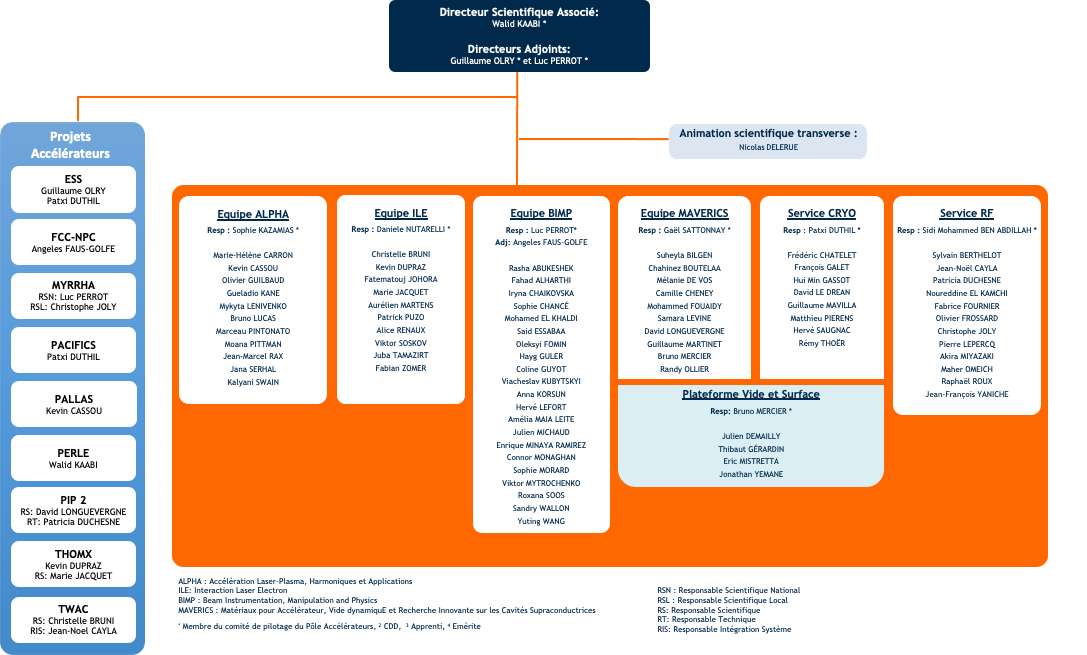 Directeur Scientifique Associé:
Walid KAABI *
Directeurs Adjoints:
Guillaume OLRY * et Luc PERROT *
Animation scientifique transverse :
Nicolas DELERUE
Projets
Accélérateurs
ESS
Guillaume OLRY
Patxi DUTHIL
FCC-NPC
Angeles FAUS-GOLFE
MYRRHA
RSN: Luc PERROT
RSL: Christophe JOLY
PACIFICS
Patxi DUTHIL
PALLAS
Kevin CASSOU
PERLE
Walid KAABI
PIP 2
RS: David LONGUEVERGNE
RT: Patricia DUCHESNE
THOMX
Kevin DUPRAZ
RS: Marie JACQUET
TWAC
RS: Christelle BRUNI
RIS: Jean-Noel CAYLA
Equipe ALPHA
Resp : Sophie KAZAMIAS *
Marie-Hélène CARRON
Kevin CASSOU
Olivier GUILBAUD
Gueladio KANE
Mykyta LENIVENKO
Bruno LUCAS
Marceau PINTONATO
Moana PITTMAN
Jean-Marcel RAX
Jana SERHAL
Kalyani SWAIN
Equipe ILE
Resp : Daniele NUTARELLI *
Christelle BRUNI
Kevin DUPRAZ
Fatematouj JOHORA
Marie JACQUET
Aurélien MARTENS
Patrick PUZO
Alice RENAUX
Viktor SOSKOV
Juba TAMAZIRT
Fabian ZOMER
Equipe BIMP
Resp : Luc PERROT*
Adj: Angeles FAUS-GOLFE
Rasha ABUKESHEK
Fahad ALHARTHI
Iryna CHAIKOVSKA
Sophie CHANCÉ
Mohamed EL KHALDI
Said ESSABAA
Oleksyi FOMIN
Hayg GULER
Coline GUYOT
Viacheslav KUBYTSKYI
Anna KORSUN
Hervé LEFORT
Amélia MAIA LEITE
Julien MICHAUD
Enrique MINAYA RAMIREZ
Connor MONAGHAN
Sophie MORARD
Viktor MYTROCHENKO
Roxana SOOS
Sandry WALLON
Yuting WANG
Equipe MAVERICS
Resp : Gaël SATTONNAY *
Suheyla BILGEN
Chahinez BOUTELAA
Mélanie DE VOS
Camille CHENEY
Mohammed FOUAIDY
Samara LEVINE
David LONGUEVERGNE
Guillaume MARTINET
Bruno MERCIER
Randy OLLIER
Service CRYO
Resp : Patxi DUTHIL *
Frédéric CHATELET
François GALET
Hui Min GASSOT
David LE DREAN
Guillaume MAVILLA
Matthieu PIERENS
Hervé SAUGNAC
Rémy THOËR
Plateforme Vide et Surface
Resp: Bruno MERCIER *
Julien DEMAILLY
Thibaut GÉRARDIN
Eric MISTRETTA
Jonathan YEMANE
Service RF
Resp : Sidi Mohammed BEN ABDILLAH *
Sylvain BERTHELOT
Jean-Noël CAYLA
Patricia DUCHESNE
Noureddine EL KAMCHI
Fabrice FOURNIER
Olivier FROSSARD
Christophe JOLY
Pierre LEPERCQ
Akira MIYAZAKI
Maher OMEICH
Raphaël ROUX
Jean-François YANICHE
ALPHA : Accélération Laser-Plasma, Harmoniques et Applications
ILE: Interaction Laser Electron
BIMP : Beam Instrumentation, Manipulation and Physics
MAVERICS : Matériaux pour Accélérateur, Vide dynamiquE et Recherche Innovante sur les Cavités Supraconductrices
* Membre du comité de pilotage du Pôle Accélérateurs, ² CDD, ³ Apprenti, ⁴ Emérite
RSN : Responsable Scientifique National
RSL : Responsable Scientifique Local
RS: Responsable Scientifique
RT: Responsable Technique
RIS: Responsable Intégration Système